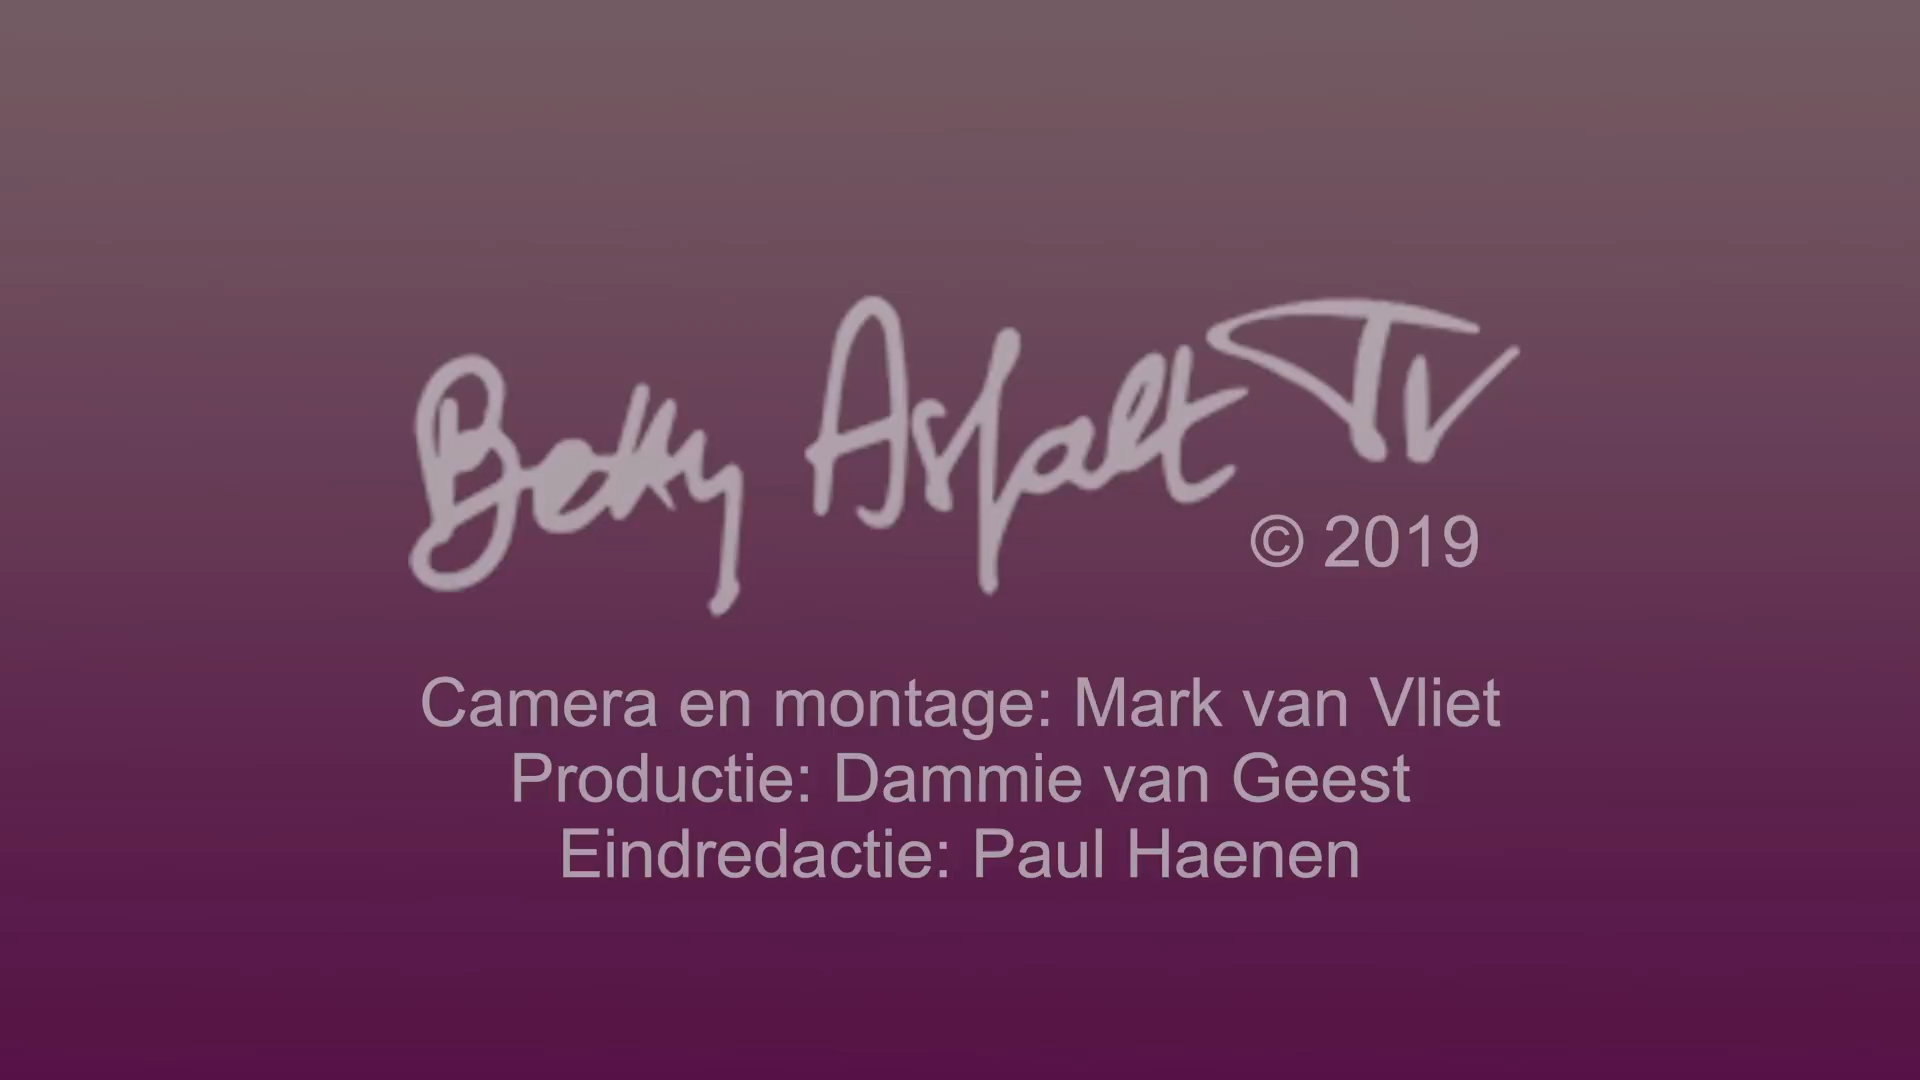 Betty Asfalt TV
© 2019
Camera en montage: Mark van Vliet
Productie: Dammie van Geest
Eindredactie: Paul Haenen